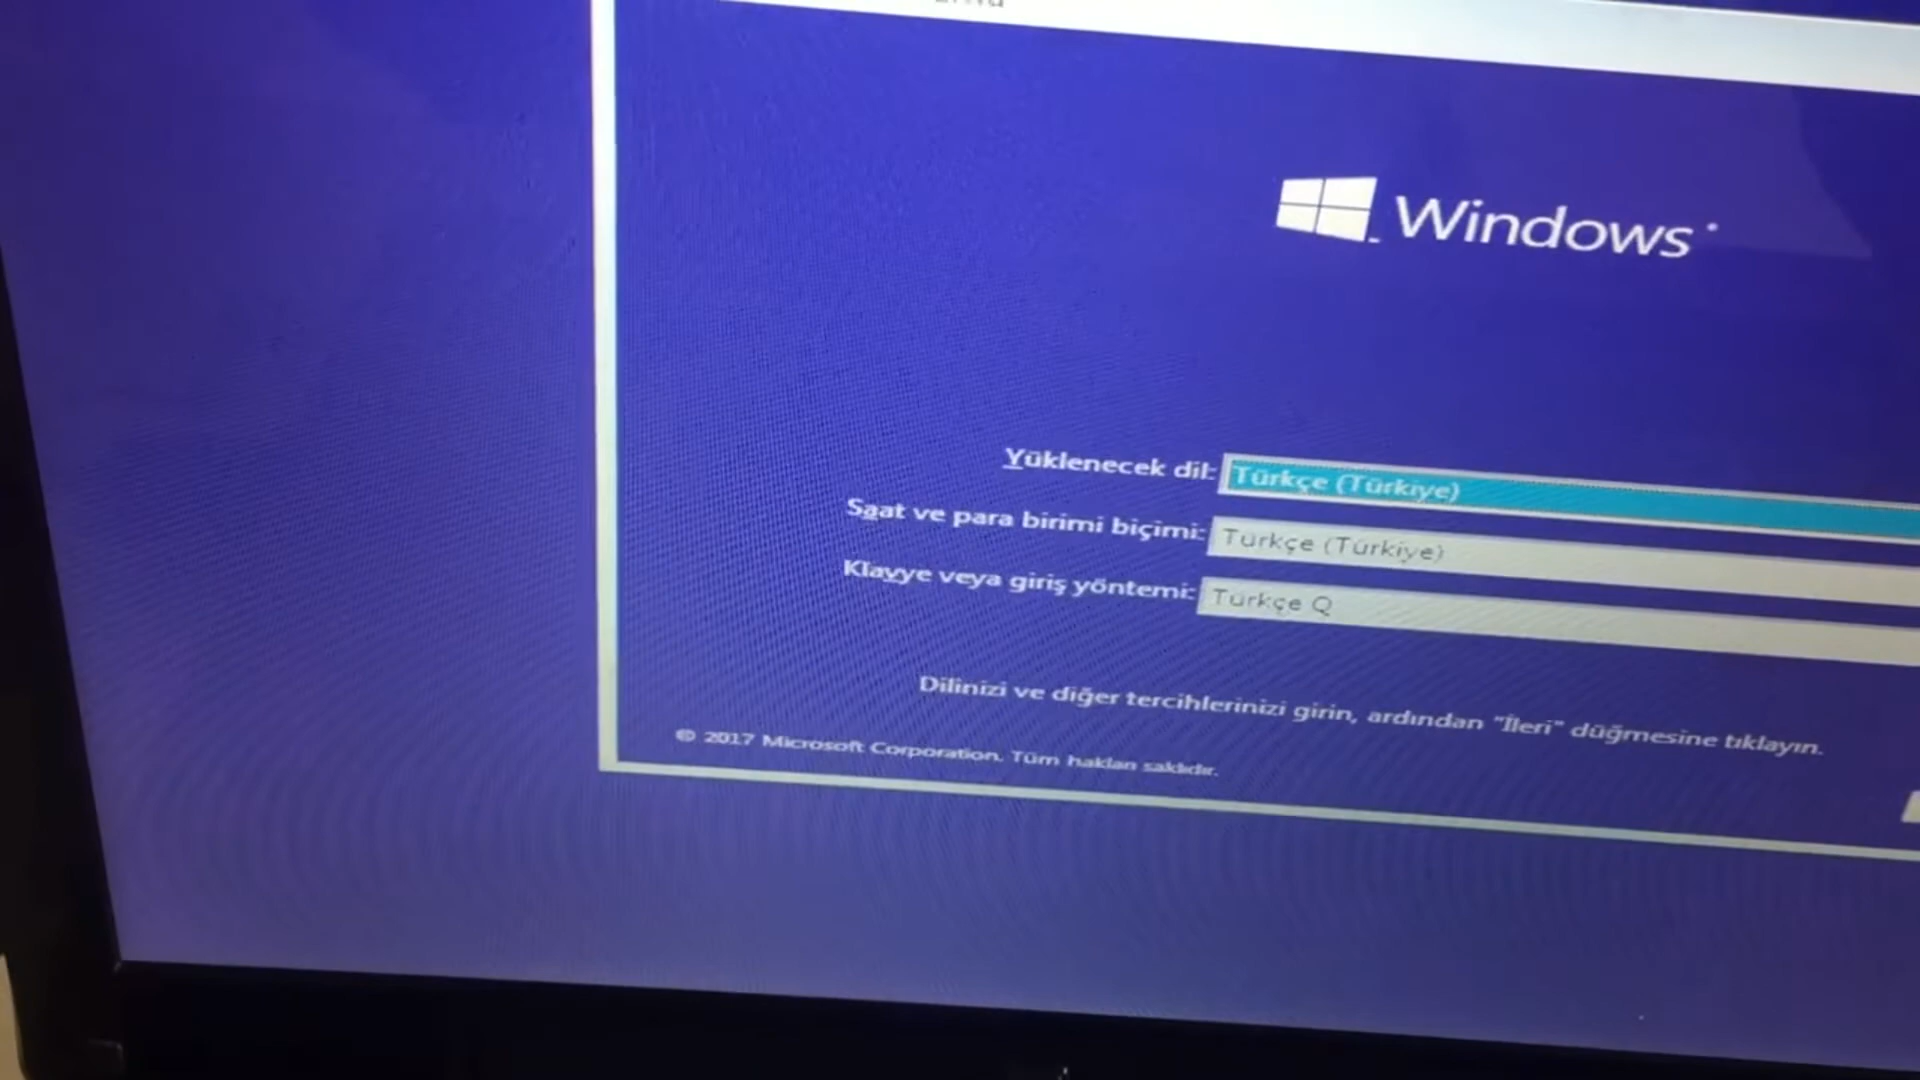 Windows
Yüklenecek dil: Türkçe (Türkiye)
Saat ve para birimi biçimi: Türkçe (Türkiye)
Klavye veya giriş yöntemi: Türkçe Q
Dilinizi ve diğer tercihlerinizi girin, ardından "İleri" düğmesine tıklayın.
© 2017 Microsoft Corporation. Tüm hakları saklıdır.